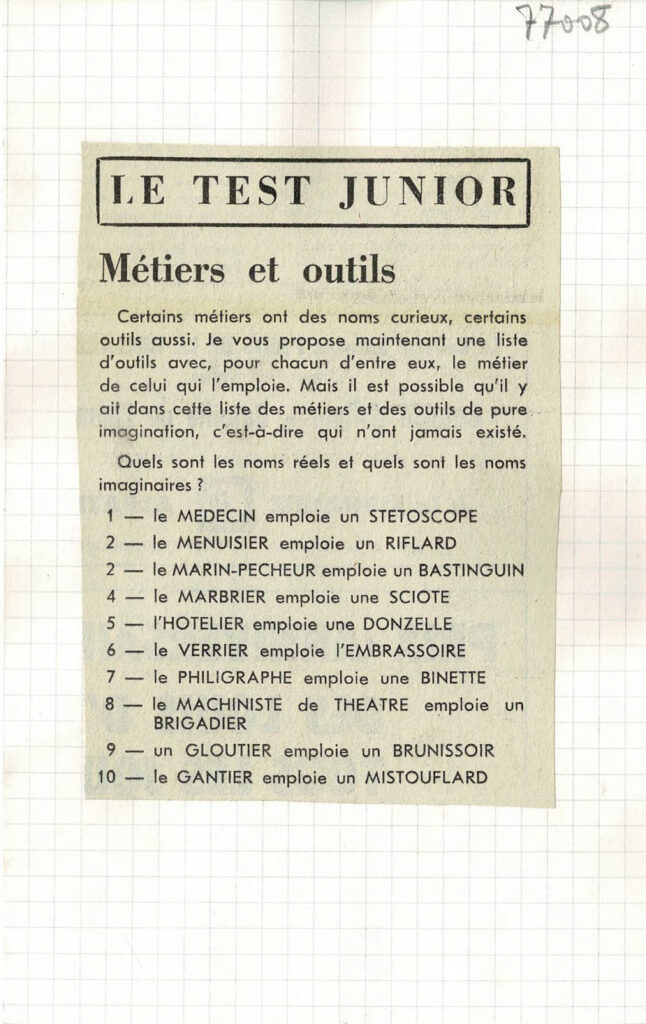 77008
LE TEST JUNIOR
Métiers et outils
Certains métiers ont des noms curieux, certains
outils aussi. Je vous propose maintenant une liste
d'outils avec, pour chacun d'entre eux, le métier
de celui qui l'emploie. Mais il est possible qu'il y
ait dans cette liste des métiers et des outils de pure
imagination, c'est-à-dire qui n'ont jamais existé.
Quels sont les noms réels et quels sont les noms
imaginaires ?
1 — le MEDECIN emploie un STETOSCOPE
2 — le MENUISIER emploie un RIFLARD
2 — le MARIN-PECHEUR emploie un BASTINGUIN
4 — le MARBRIER emploie une SCIOTE
5 — l'HOTELIER emploie une DONZELLE
6 — le VERRIER emploie l'EMBRASSOIRE
7 — le PHILIGRAPHE emploie une BINETTE
8 — le MACHINISTE de THEATRE emploie un
BRIGADIER
9 — un GLOUTIER emploie un BRUNISSOIR
10 — le GANTIER emploie un MISTOUFLARD